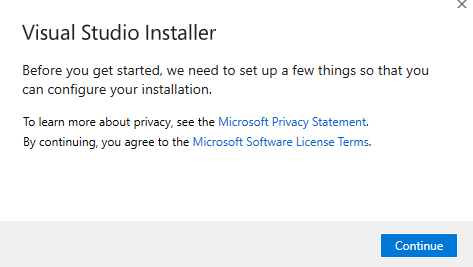 Visual Studio Installer
Before you get started, we need to set up a few things so that you
can configure your installation.
To learn more about privacy, see the Microsoft Privacy Statement.
By continuing, you agree to the Microsoft Software License Terms.
Continue